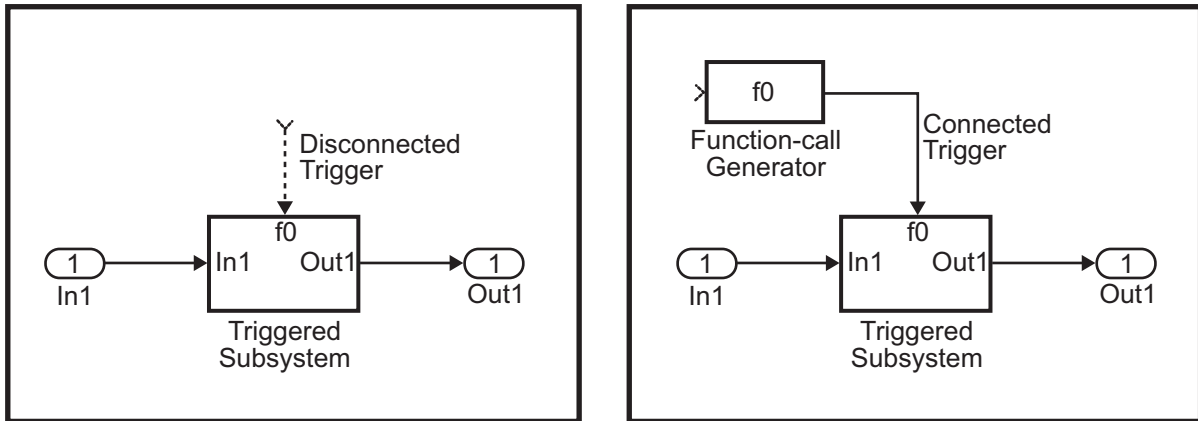 Disconnected
Trigger
f0
1
In1
In1
Out1
1
Out1
Triggered
Subsystem
f0
Function-call
Generator
Connected
Trigger
f0
1
In1
In1
Out1
1
Out1
Triggered
Subsystem